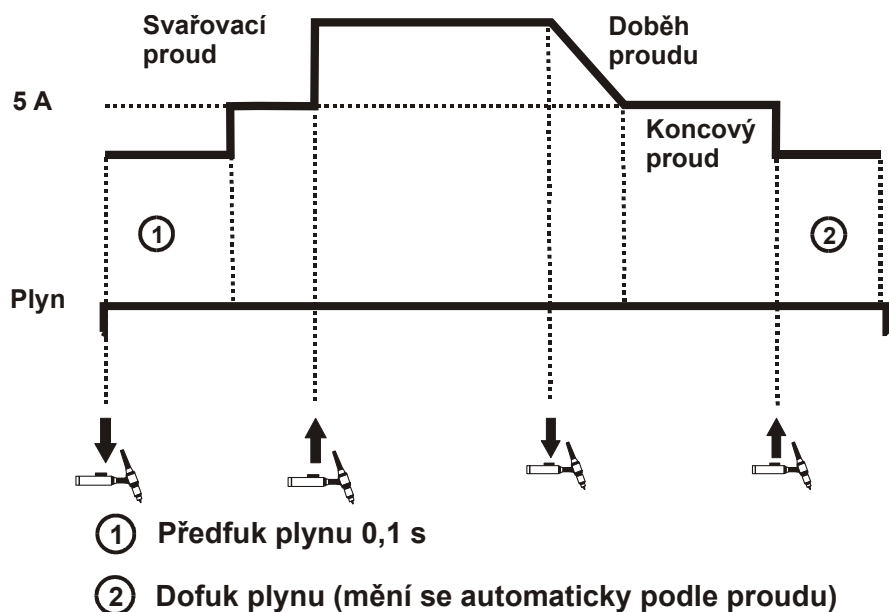 Svařovací
proud
Doběh
proudu
5 A
Koncový
proud
1
2
Plyn
1 Předfuk plynu 0,1 s
2 Dofuk plynu (mění se automaticky podle proudu)